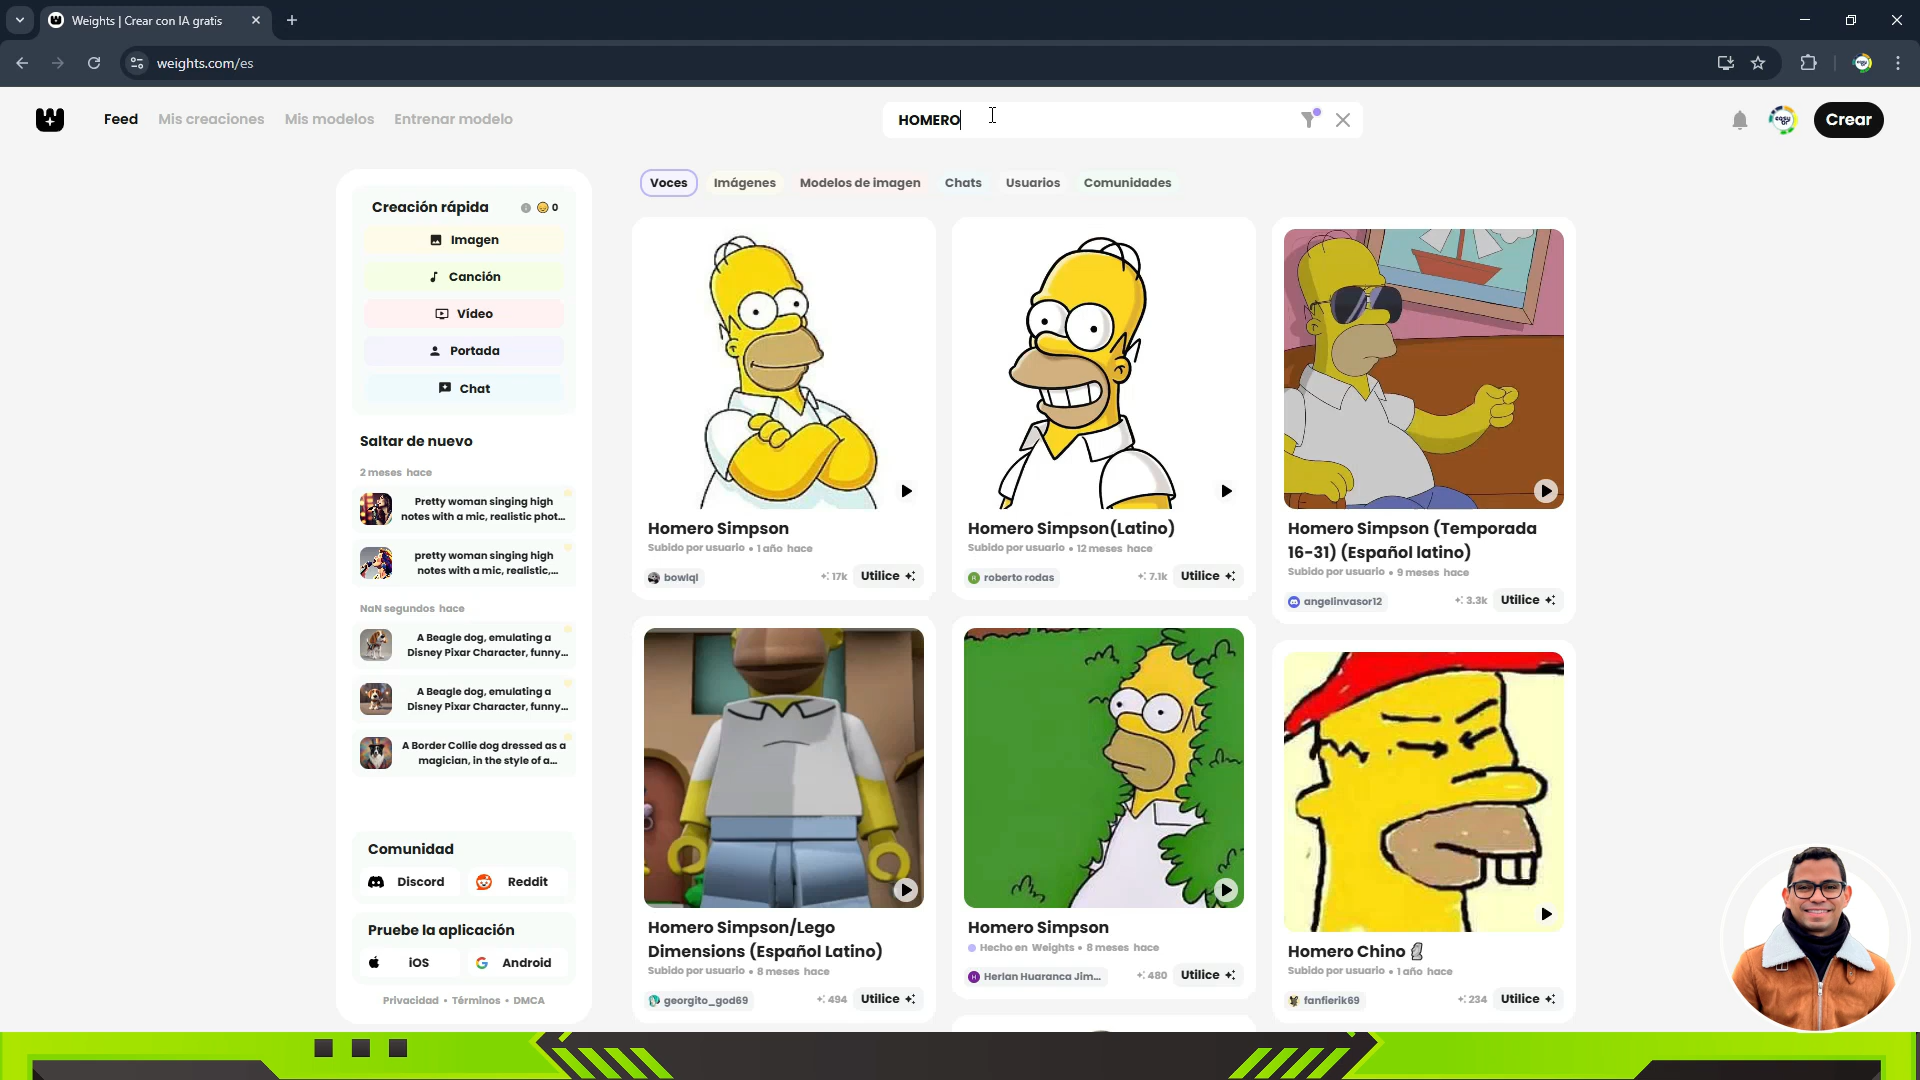 Weights | Crear con IA gratis
weights.com/es
Feed
Mis creaciones
Mis modelos
Entrenar modelo
HOMERO
Crear
Creación rápida
0
Imagen
Canción
Vídeo
Portada
Chat
Saltar de nuevo
2 meses hace
Pretty woman singing high
notes with a mic, realistic phot...
pretty woman singing high
notes with a mic, realistic,...
NaN segundos hace
A Beagle dog, emulating a
Disney Pixar Character, funny...
A Beagle dog, emulating a
Disney Pixar Character, funny...
A Border Collie dog dressed as a
magician, in the style of a...
Comunidad
Discord
Reddit
Pruebe la aplicación
iOS
Android
Privacidad • Términos • DMCA
Voces
Imágenes
Modelos de imagen
Chats
Usuarios
Comunidades
Homero Simpson
Subido por usuario • 1 año hace
bowlql
17k
Utilice
Homero Simpson(Latino)
Subido por usuario • 12 meses hace
roberto rodas
7.1k
Utilice
Homero Simpson (Temporada
16-31) (Español latino)
Subido por usuario • 9 meses hace
angelinvasor12
3.3k
Utilice
Homero Simpson/Lego
Dimensions (Español Latino)
Subido por usuario • 8 meses hace
georgito_god69
494
Utilice
Homero Simpson
Hecho en Weights • 8 meses hace
Herlan Huaranca Jim...
480
Utilice
Homero Chino 🗿
Subido por usuario • 1 año hace
fanfierik69
234
Utilice